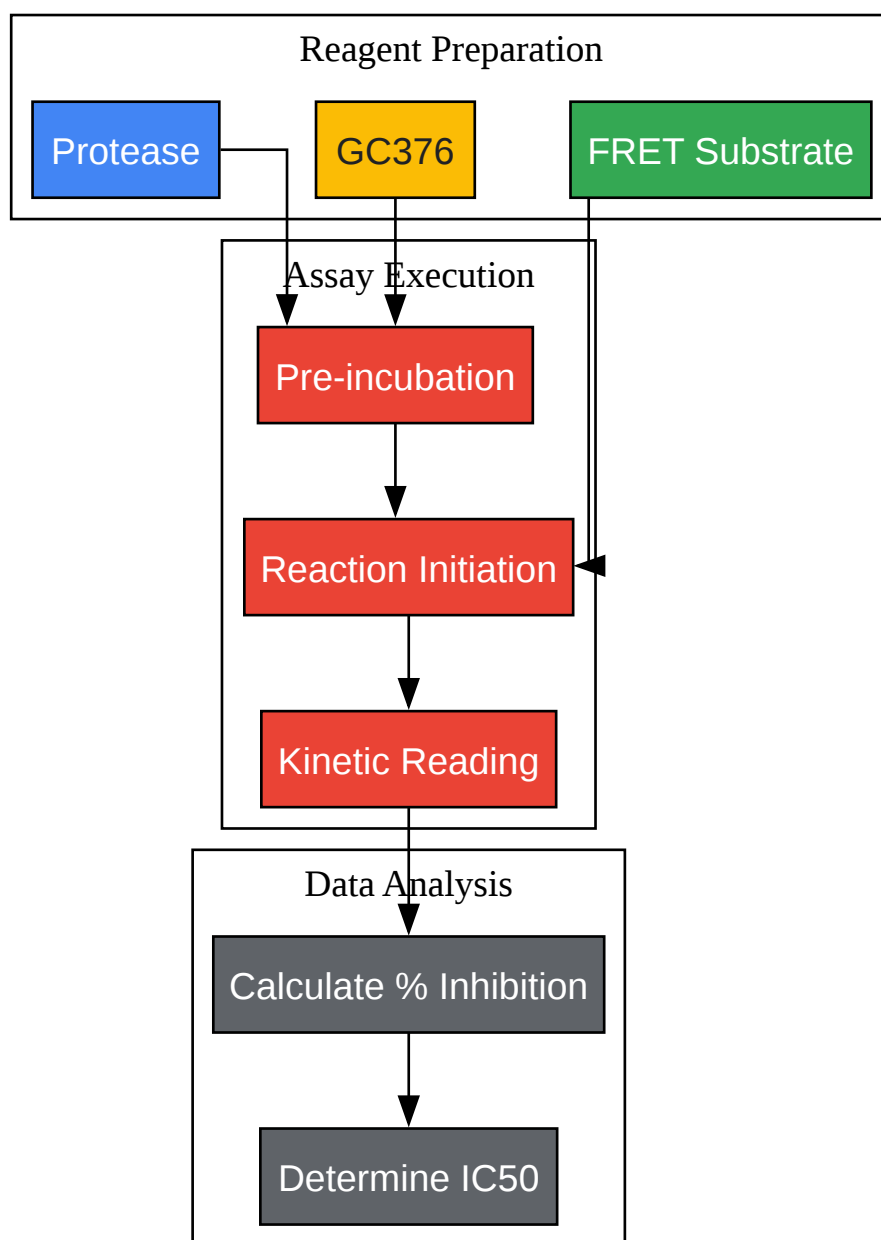 Reagent Preparation
Protease
GC376
FRET Substrate
Assay Execution
Pre-incubation
Reaction Initiation
Kinetic Reading
Data Analysis
Calculate % Inhibition
Determine IC50